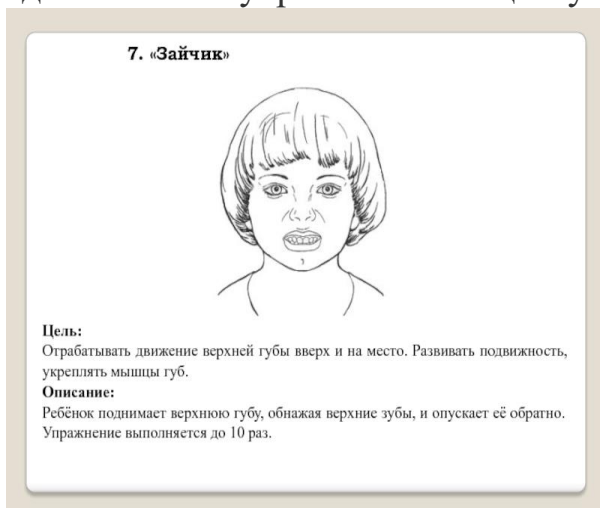 7. «Зайчик»
Цель:
Отрабатывать движение верхней губы вверх и на место. Развивать подвижность,
укреплять мышцы губ.
Описание:
Ребёнок поднимает верхнюю губу, обнажая верхние зубы, и опускает её обратно.
Упражнение выполняется до 10 раз.